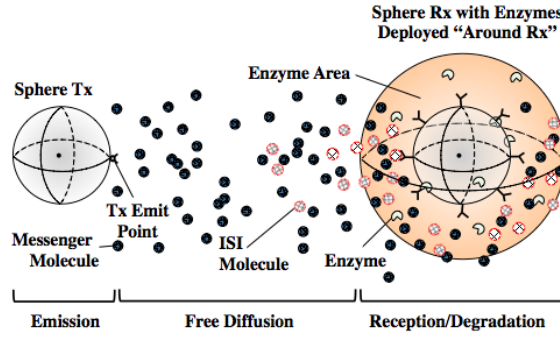 Sphere Rx with Enzymes
Deployed “Around Rx”
Enzyme Area
Sphere Tx
Tx Emit
Point
Messenger
Molecule
ISI
Molecule
Enzyme
Emission
Free Diffusion
Reception/Degradation